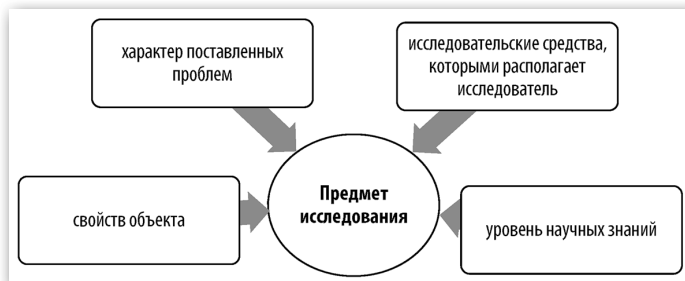 характер поставленных
проблем
исследовательские средства,
которыми располагает
исследователь
Предмет
исследования
свойств объекта
уровень научных знаний